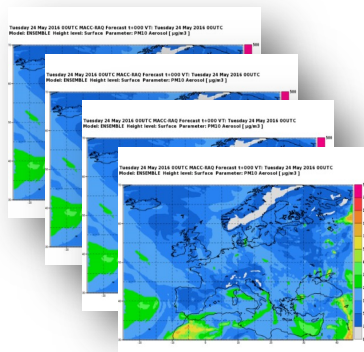 Tuesday 24 May 2016 00UTC MACC-RAQ Forecast t+000 VT: Tuesday 24 May 2016 00UTC
Model: ENSEMBLE Height level: Surface Parameter: PM10 Aerosol [ µg/m3 ]
Tuesday 24 May 2016 00UTC MACC-RAQ Forecast t+000 VT: Tuesday 24 May 2016 00UTC
Model: ENSEMBLE Height level: Surface Parameter: PM10 Aerosol [ µg/m3 ]
Tuesday 24 May 2016 00UTC MACC-RAQ Forecast t+000 VT: Tuesday 24 May 2016 00UTC
Model: ENSEMBLE Height level: Surface Parameter: PM10 Aerosol [ µg/m3 ]
Tuesday 24 May 2016 00UTC MACC-RAQ Forecast t+000 VT: Tuesday 24 May 2016 00UTC
Model: ENSEMBLE Height level: Surface Parameter: PM10 Aerosol [ µg/m3 ]